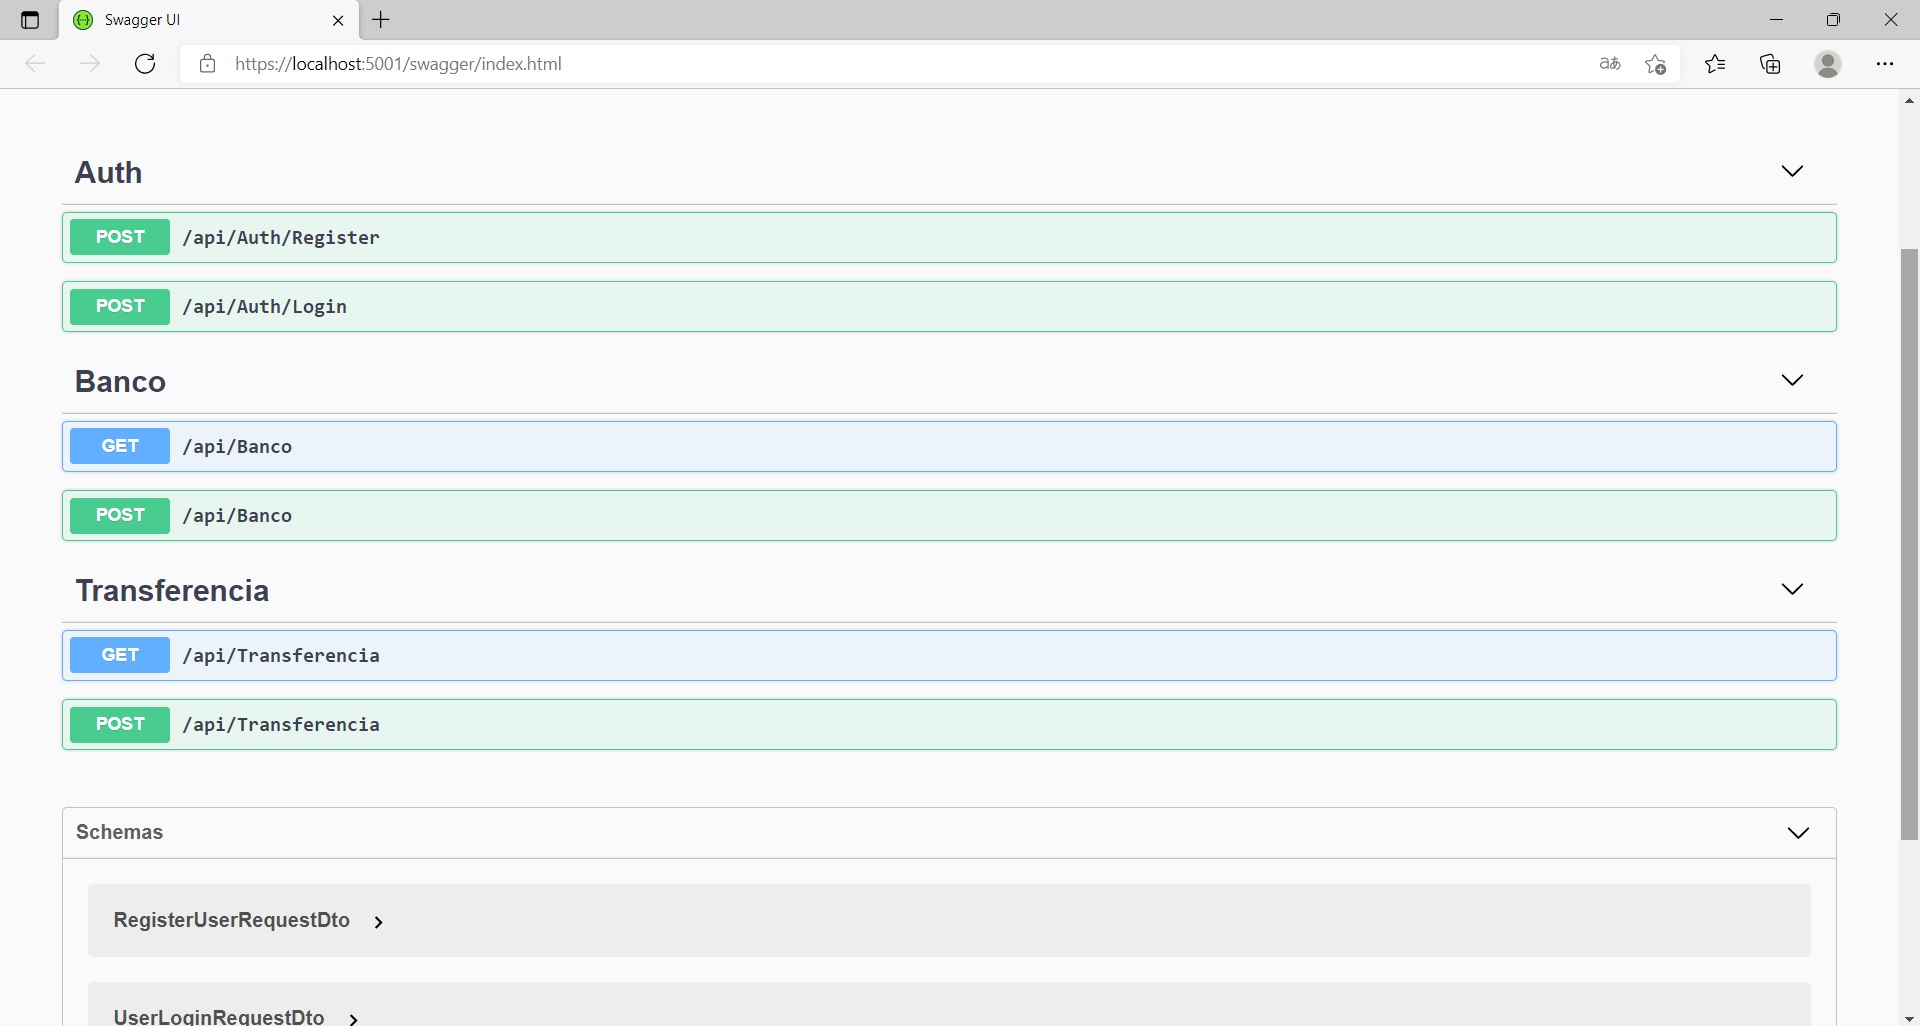 Swagger UI
https://localhost:5001/swagger/index.html
Auth
POST /api/Auth/Register
POST /api/Auth/Login
Banco
GET /api/Banco
POST /api/Banco
Transferencia
GET /api/Transferencia
POST /api/Transferencia
Schemas
RegisterUserRequestDto
UserLoginRequestDto